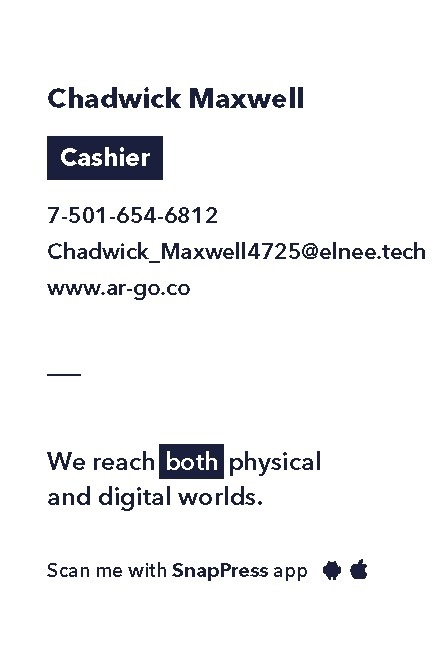 Chadwick Maxwell
Cashier
7-501-654-6812
Chadwick_Maxwell4725@elnee.tech
www.ar-go.co
We reach both physical
and digital worlds.
Scan me with SnapPress app